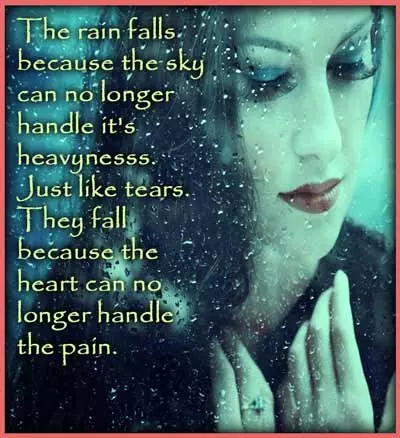 The rain falls
because the sky
can no longer
handle it's
heavynesss.
Just like tears.
They fall
because the
heart can no
longer handle
the pain.